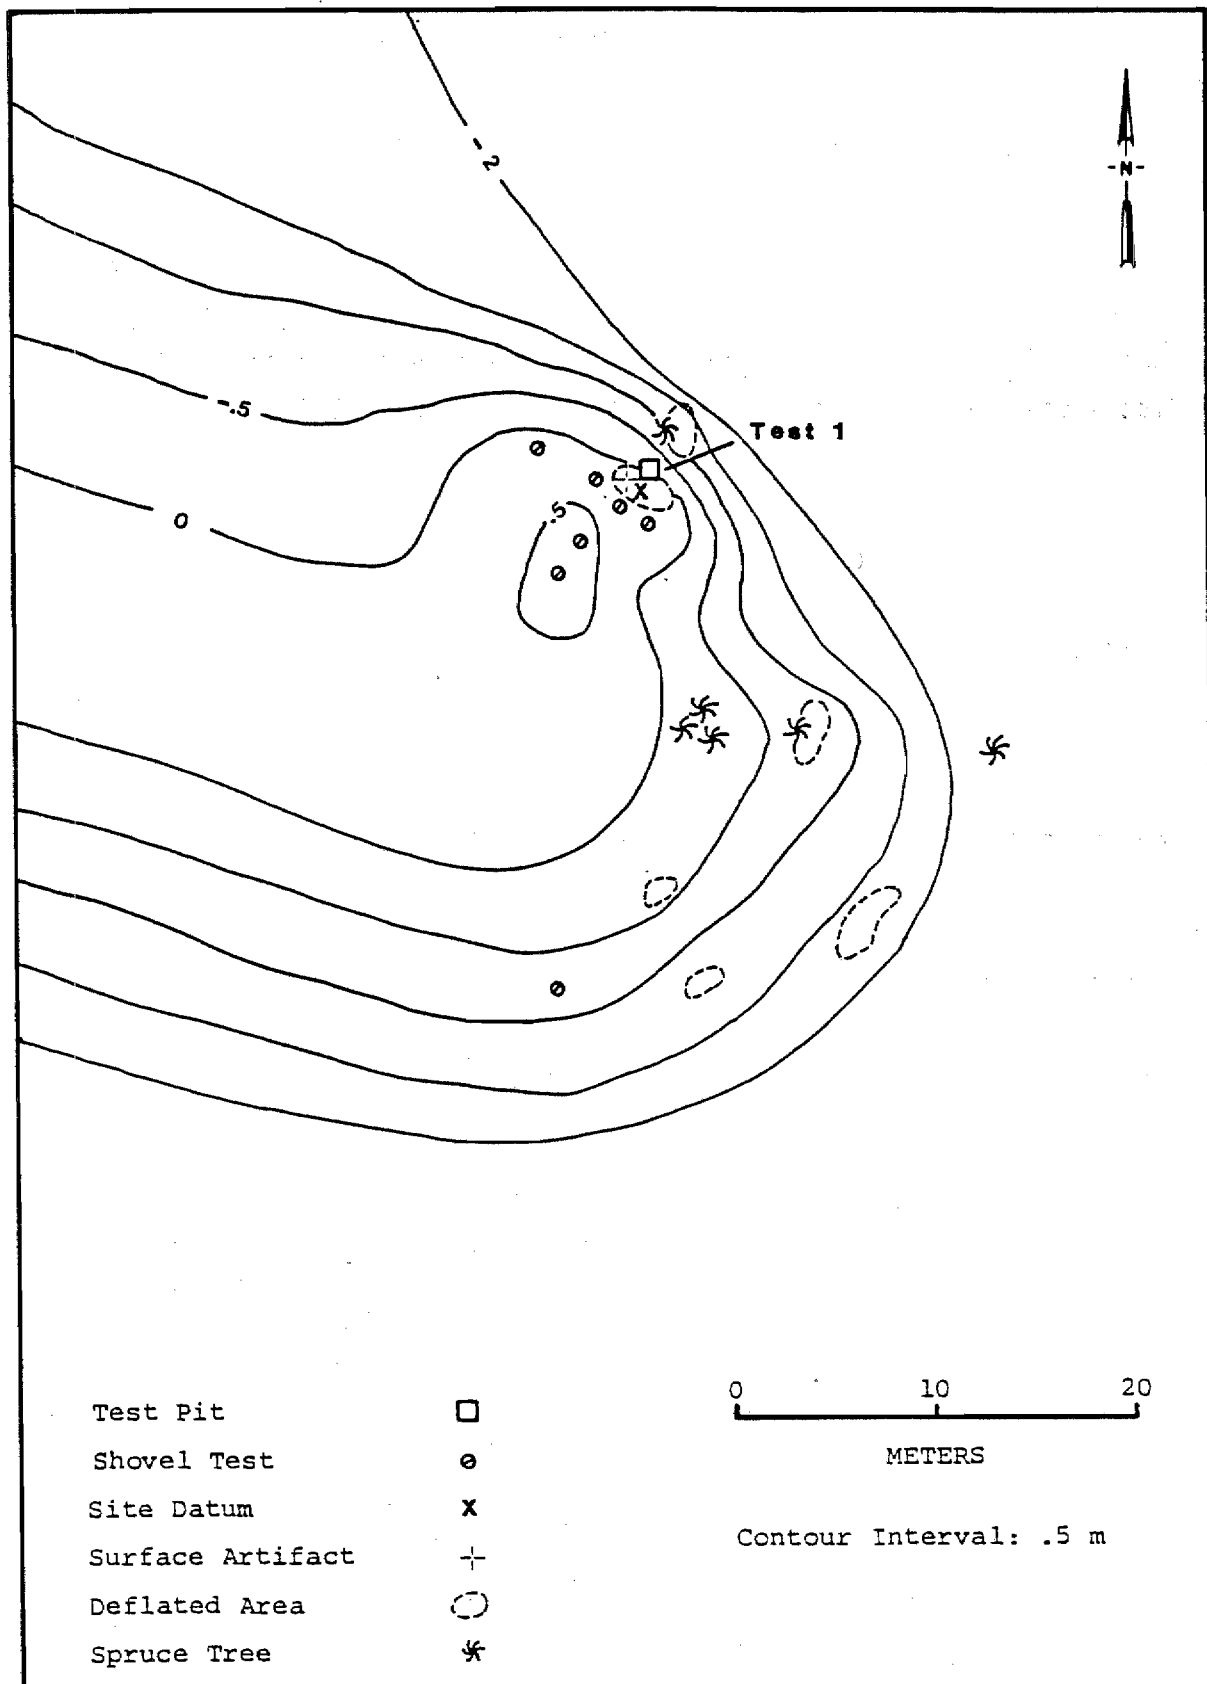 - 2
-N-
Test 1
-.5
.5
0
0 10 20
METERS
Contour Interval: .5 m
Test Pit
Shovel Test
Site Datum
X
Surface Artifact
Deflated Area
Spruce Tree